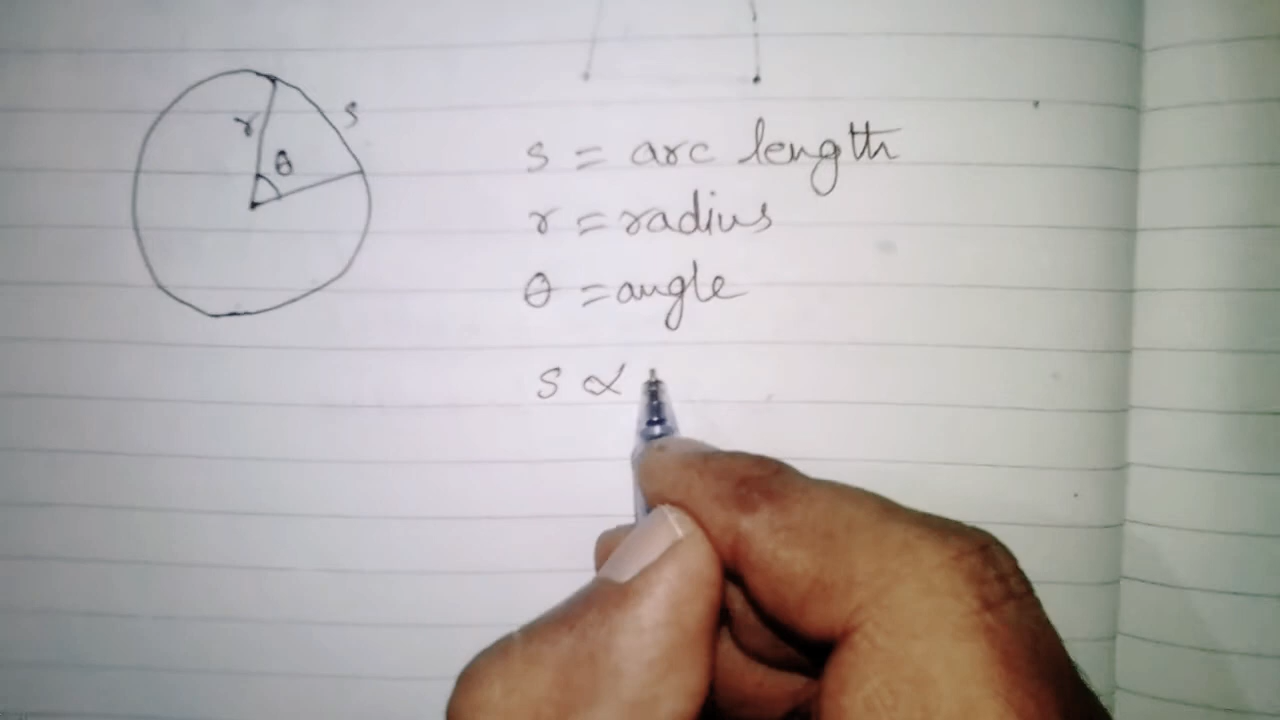 r
s
θ
s = arc length
r = radius
θ = angle
s ∝